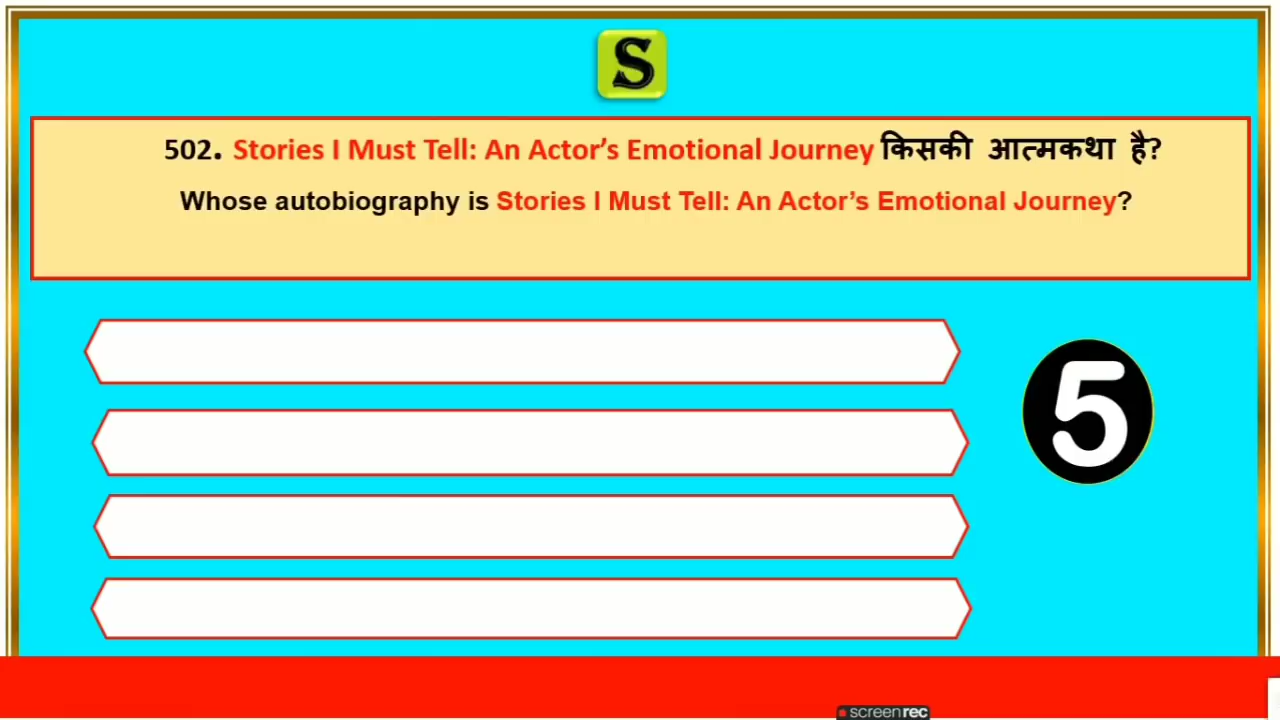 S
502. Stories I Must Tell: An Actor’s Emotional Journey किसकी आत्मकथा है?
Whose autobiography is Stories I Must Tell: An Actor’s Emotional Journey?
5
screenrec